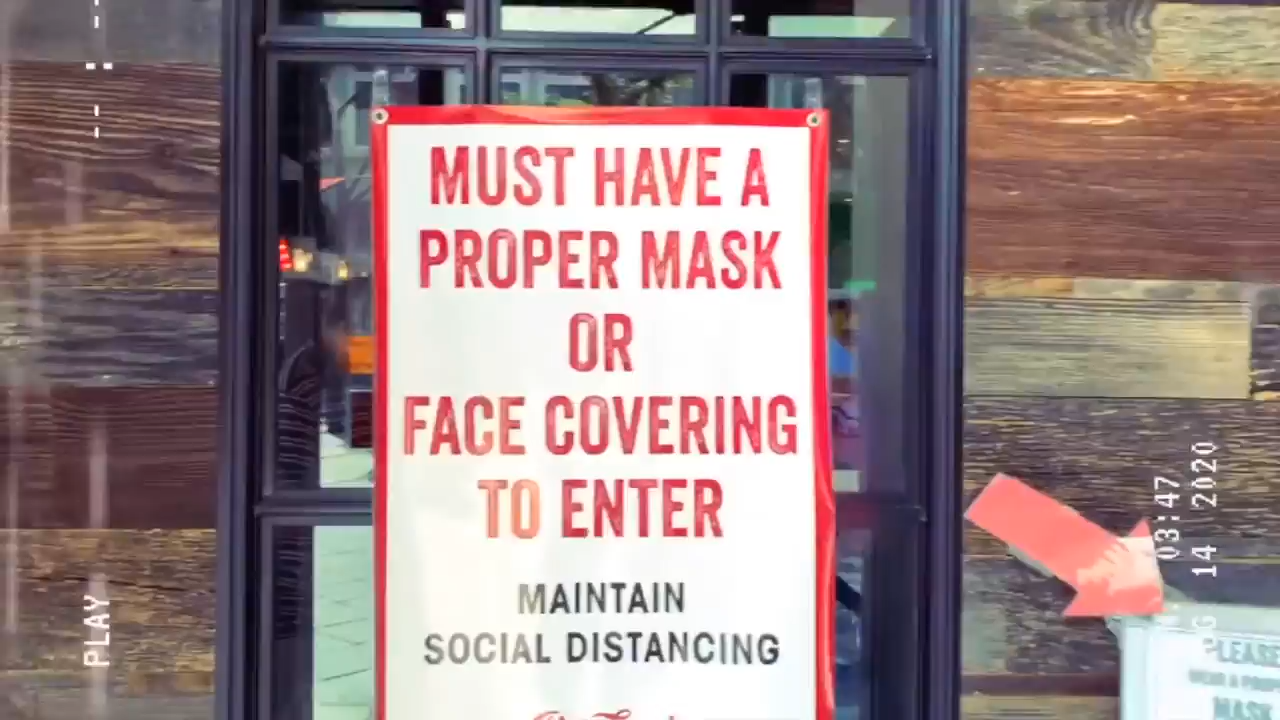 MUST HAVE A
PROPER MASK
OR
FACE COVERING
TO ENTER
MAINTAIN
SOCIAL DISTANCING
PLAY
03:47
14 2020
PLEASE
MASK